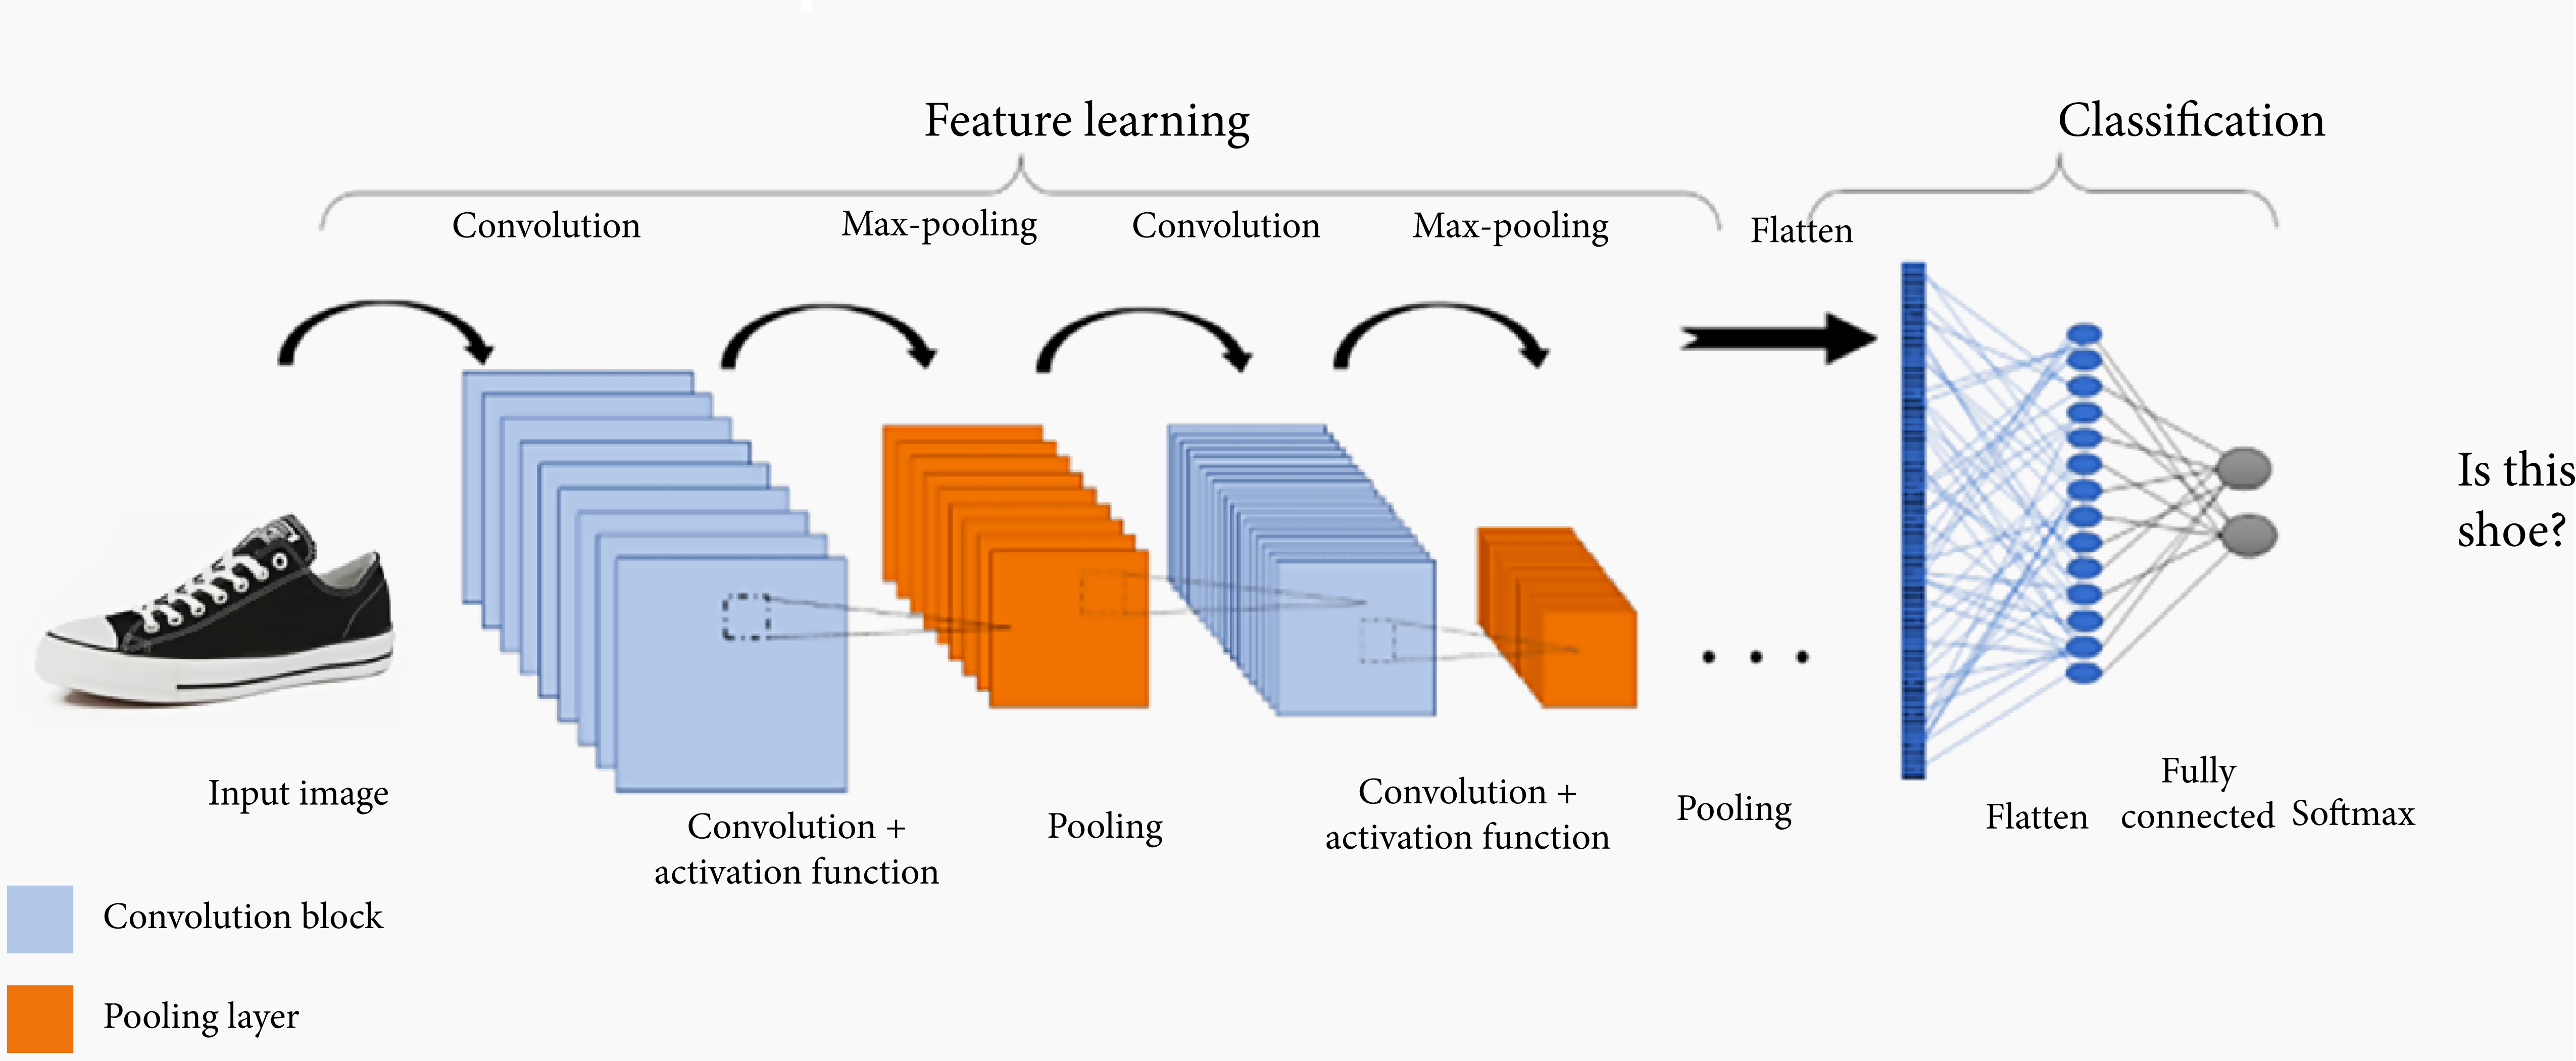 Feature learning
Classification
Convolution
Max-pooling
Convolution
Max-pooling
Flatten
Is this
shoe?
Input image
Convolution +
activation function
Pooling
Convolution +
activation function
Pooling
Flatten
Fully
connected
Softmax
Convolution block
Pooling layer